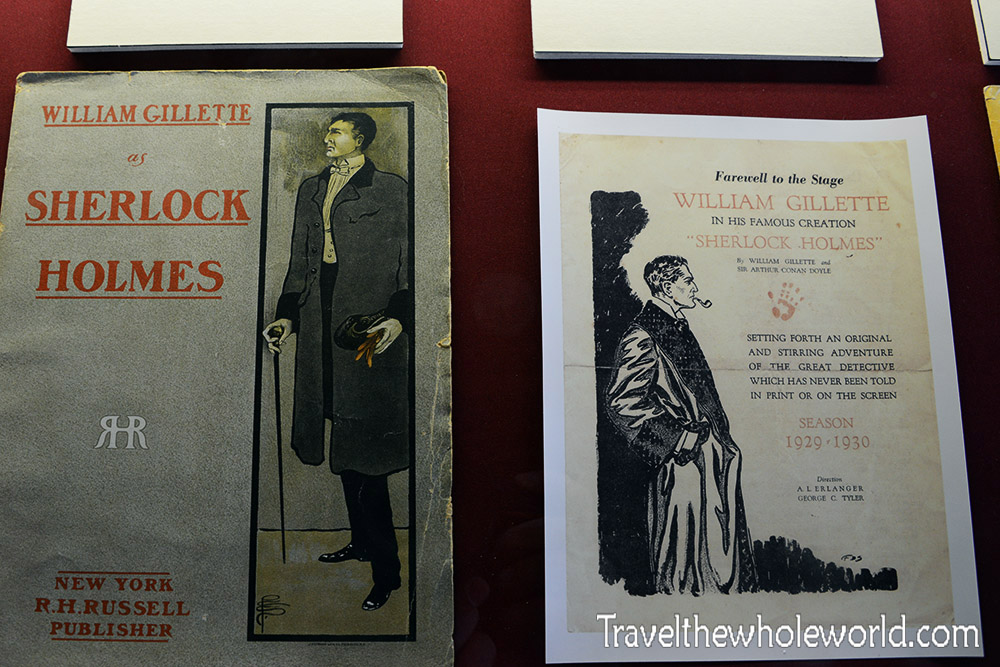 WILLIAM GILLETTE
as
SHERLOCK
HOLMES
RHR
NEW YORK
R.H.RUSSELL
PUBLISHER
Farewell to the Stage
WILLIAM GILLETTE
IN HIS FAMOUS CREATION
"SHERLOCK HOLMES"
By WILLIAM GILLETTE and
SIR ARTHUR CONAN DOYLE
SETTING FORTH AN ORIGINAL
AND STIRRING ADVENTURE
OF THE GREAT DETECTIVE
WHICH HAS NEVER BEEN TOLD
IN PRINT OR ON THE SCREEN
SEASON
1929-1930
Direction
A. L. ERLANGER
GEORGE C. TYLER
Travelthewholeworld.com